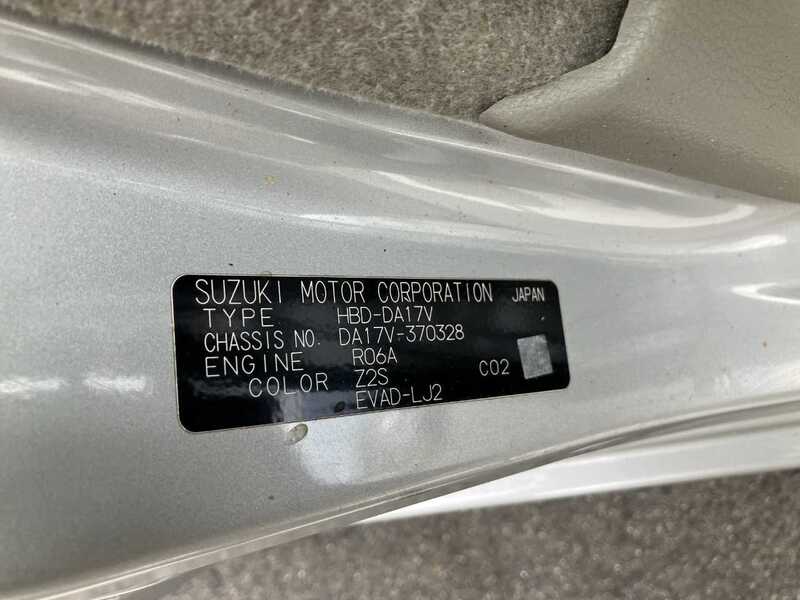 SUZUKI MOTOR CORPORATION JAPAN
TYPE HBD-DA17V
CHASSIS NO. DA17V-370328
ENGINE R06A
COLOR Z2S C02
EVAD-LJ2